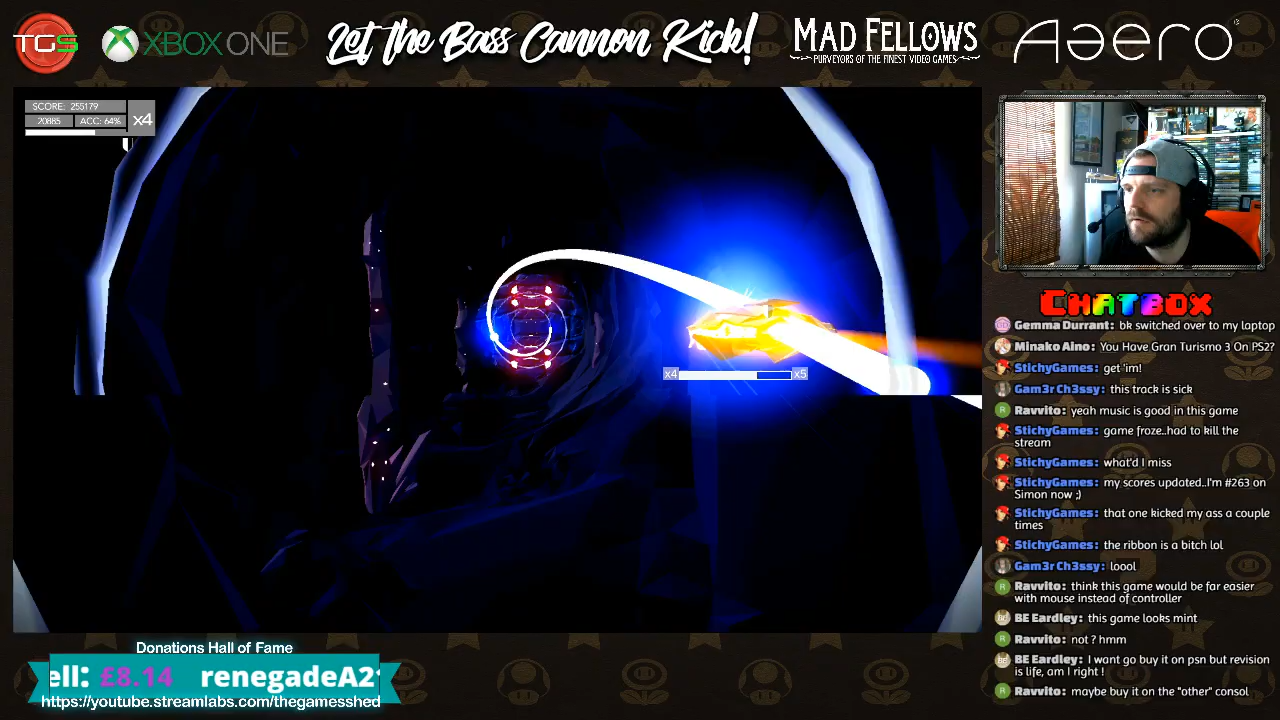 TGS
XBOX ONE
Let the Bass Cannon Kick!
MAD FELLOWS
PURVEYORS OF THE FINEST VIDEO GAMES
Aaero
SCORE: 255179
20885 ACC: 64% x4
x4 x5
CHATBOX
Gemma Durrant: bk switched over to my laptop
Minako Aino: You Have Gran Turismo 3 On PS2?
StichyGames: get 'im!
Gam3r Ch3ssy: this track is sick
Ravvito: yeah music is good in this game
StichyGames: game froze..had to kill the
stream
StichyGames: what'd I miss
StichyGames: my scores updated..I'm #263 on
Simon now ;)
StichyGames: that one kicked my ass a couple
times
StichyGames: the ribbon is a bitch lol
Gam3r Ch3ssy: loool
Ravvito: think this game would be far easier
with mouse instead of controller
BE Eardley: this game looks mint
Ravvito: not ? hmm
BE Eardley: I want go buy it on psn but revision
is life, am I right !
Ravvito: maybe buy it on the "other" consol
Donations Hall of Fame
ell: £8.14 renegadeA2
https://youtube.streamlabs.com/thegamesshed